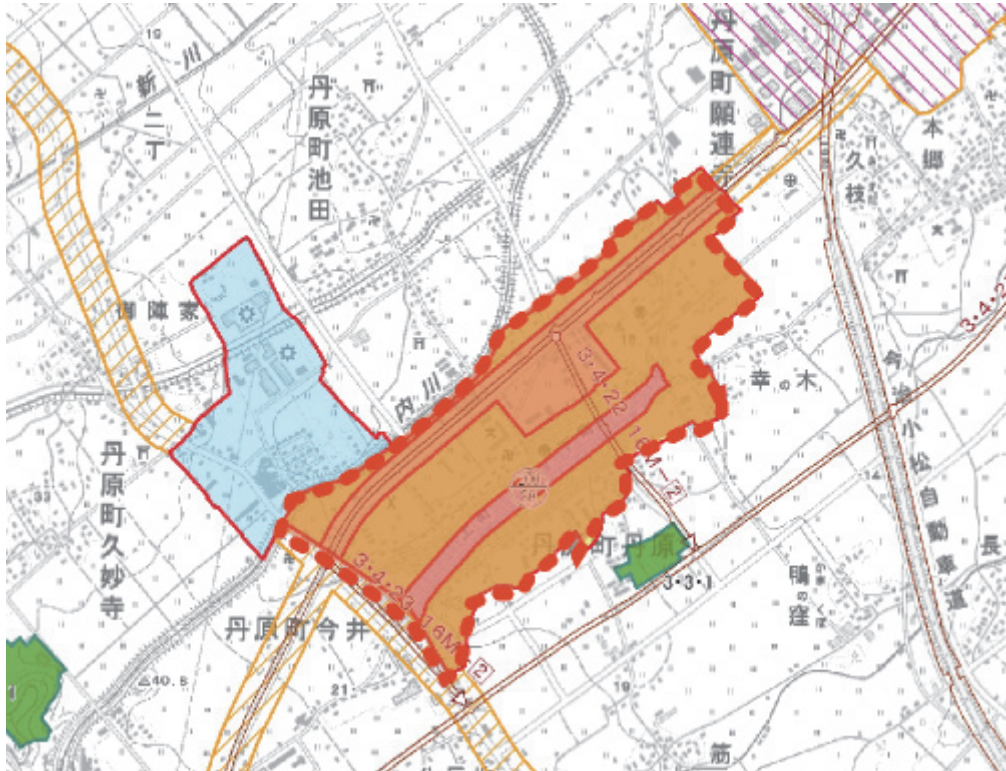 19
新川
二丁
丹原町池田
丹原町願連寺
本郷
久枝
御陣家
内川
3・4・22 16M-2
幸の木
3・4・2
今治小松自動車道
丹原町久妙寺
33
14
丹原町丹原
3・3・1
鴨の窪
長
3・4・23 16M-2
丹原町今井
△40.8
21
19
筋